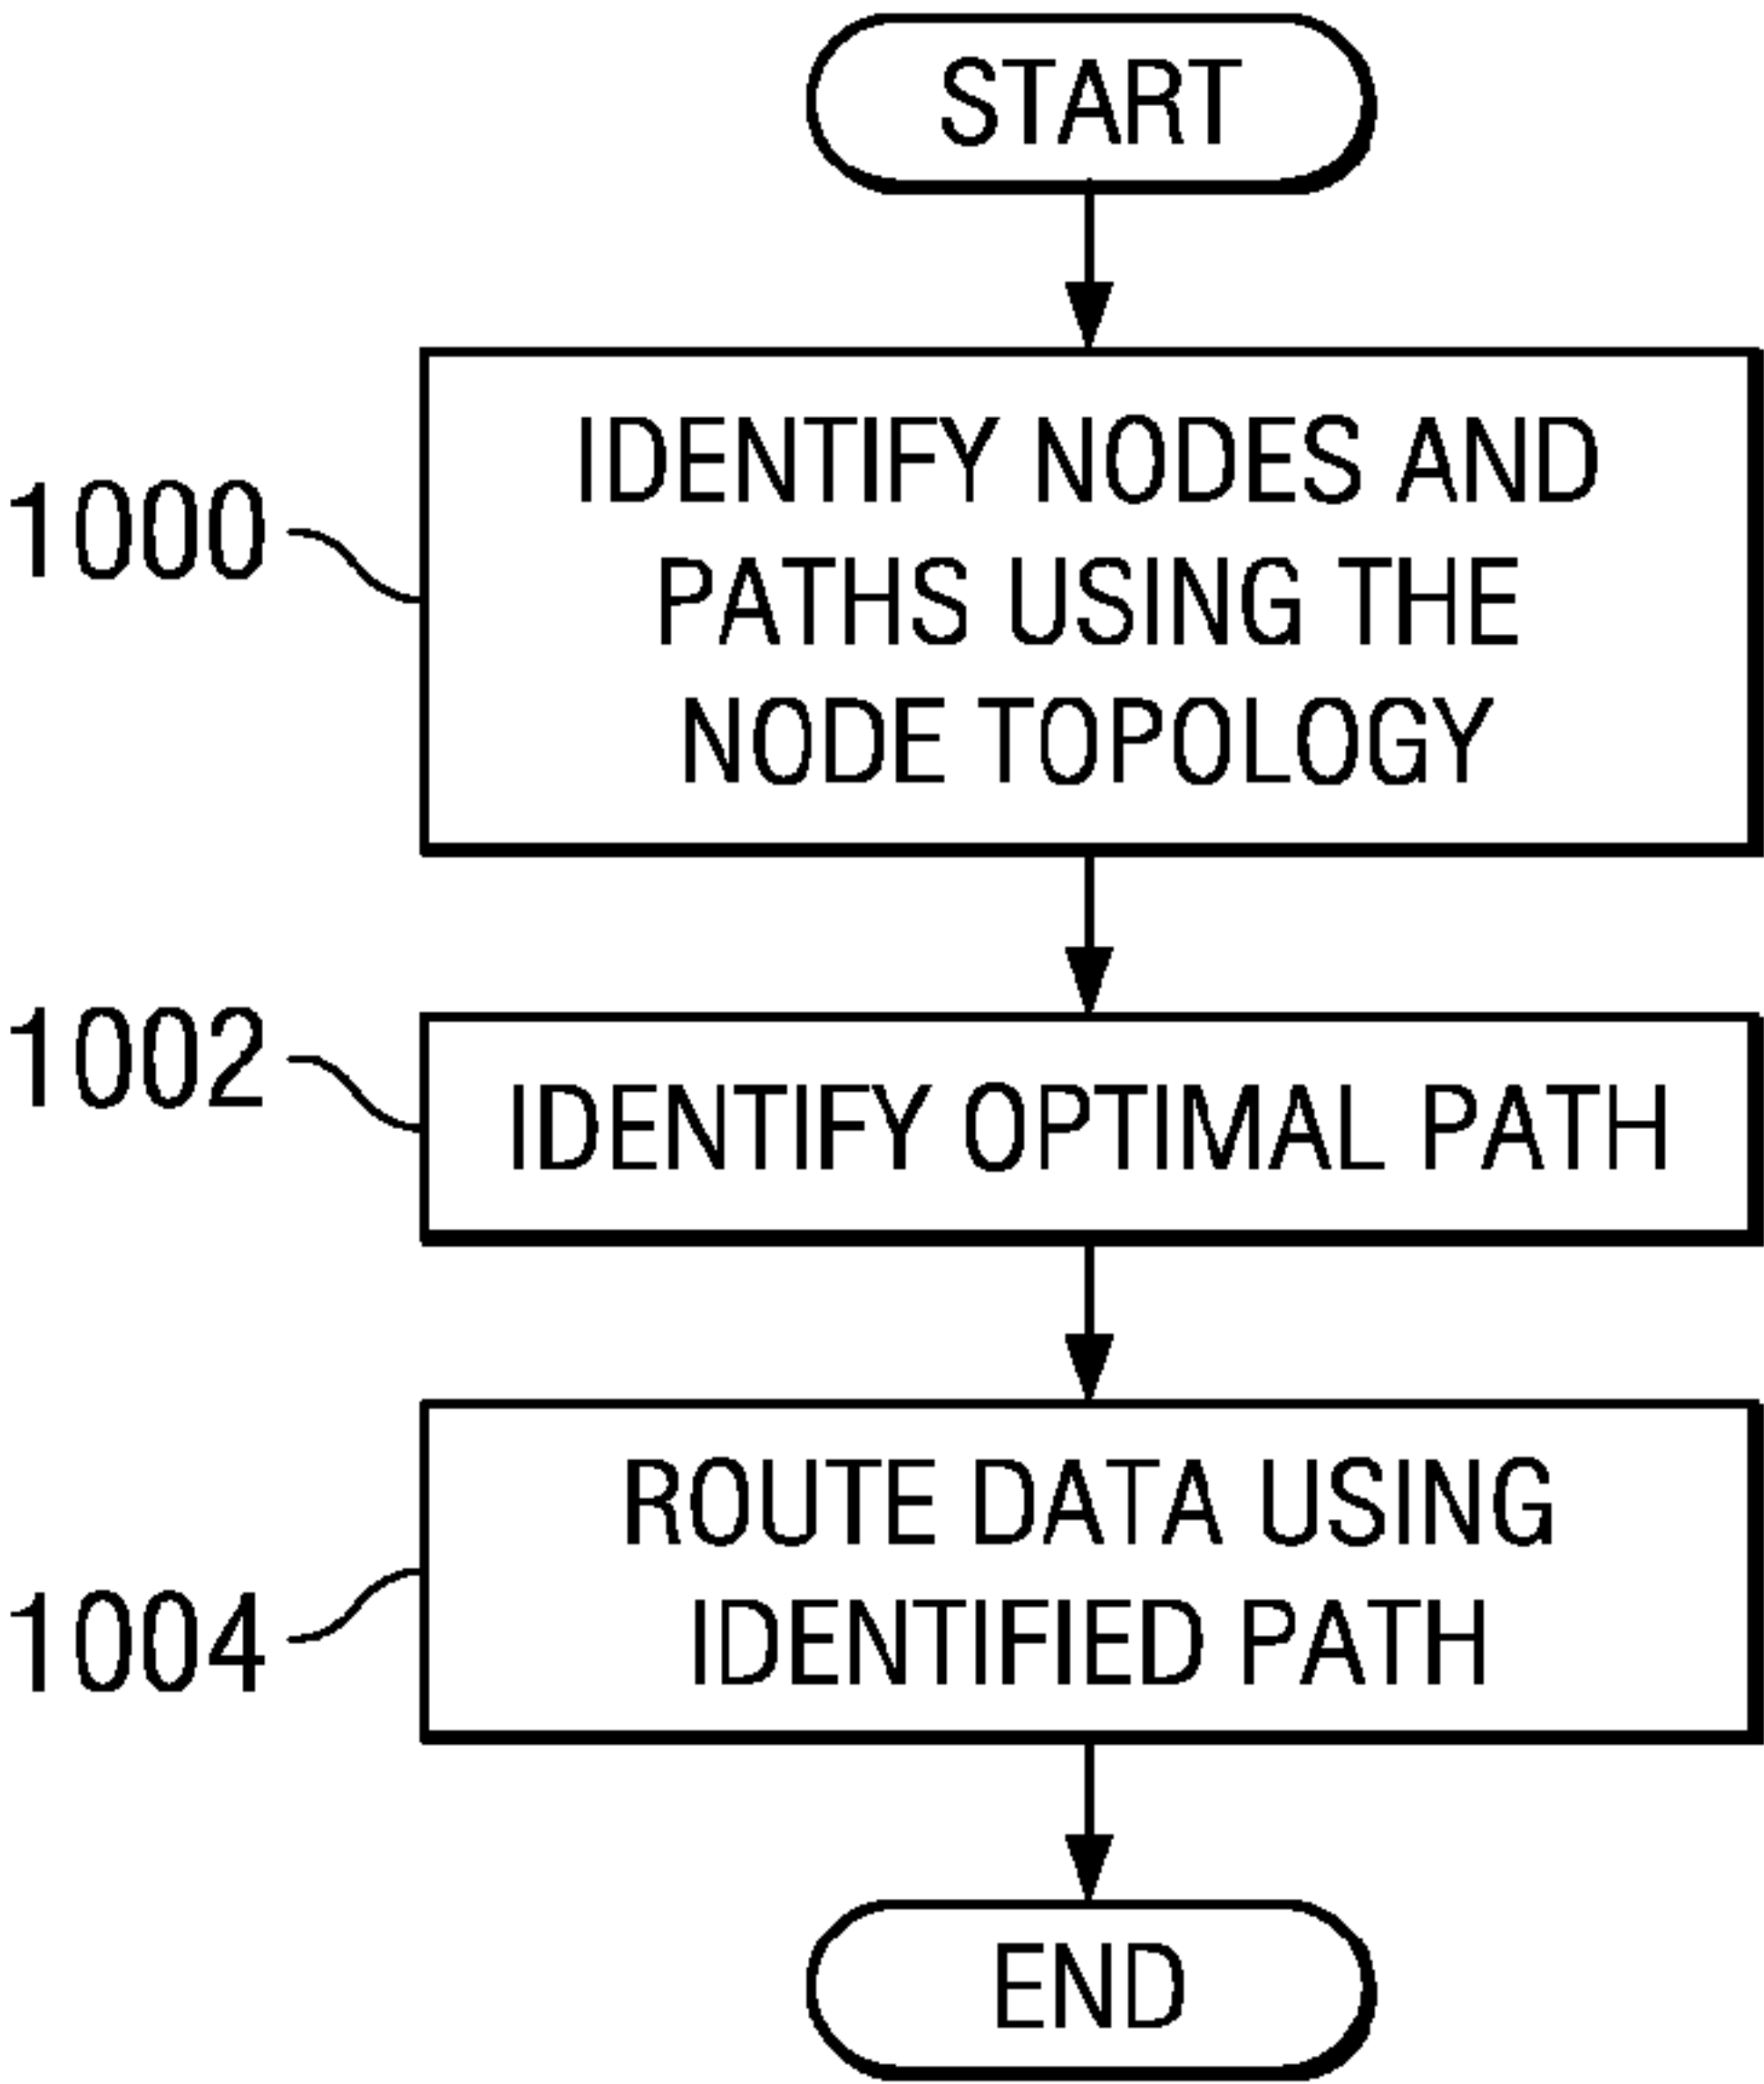 START
1000
IDENTIFY NODES AND
PATHS USING THE
NODE TOPOLOGY
1002
IDENTIFY OPTIMAL PATH
1004
ROUTE DATA USING
IDENTIFIED PATH
END